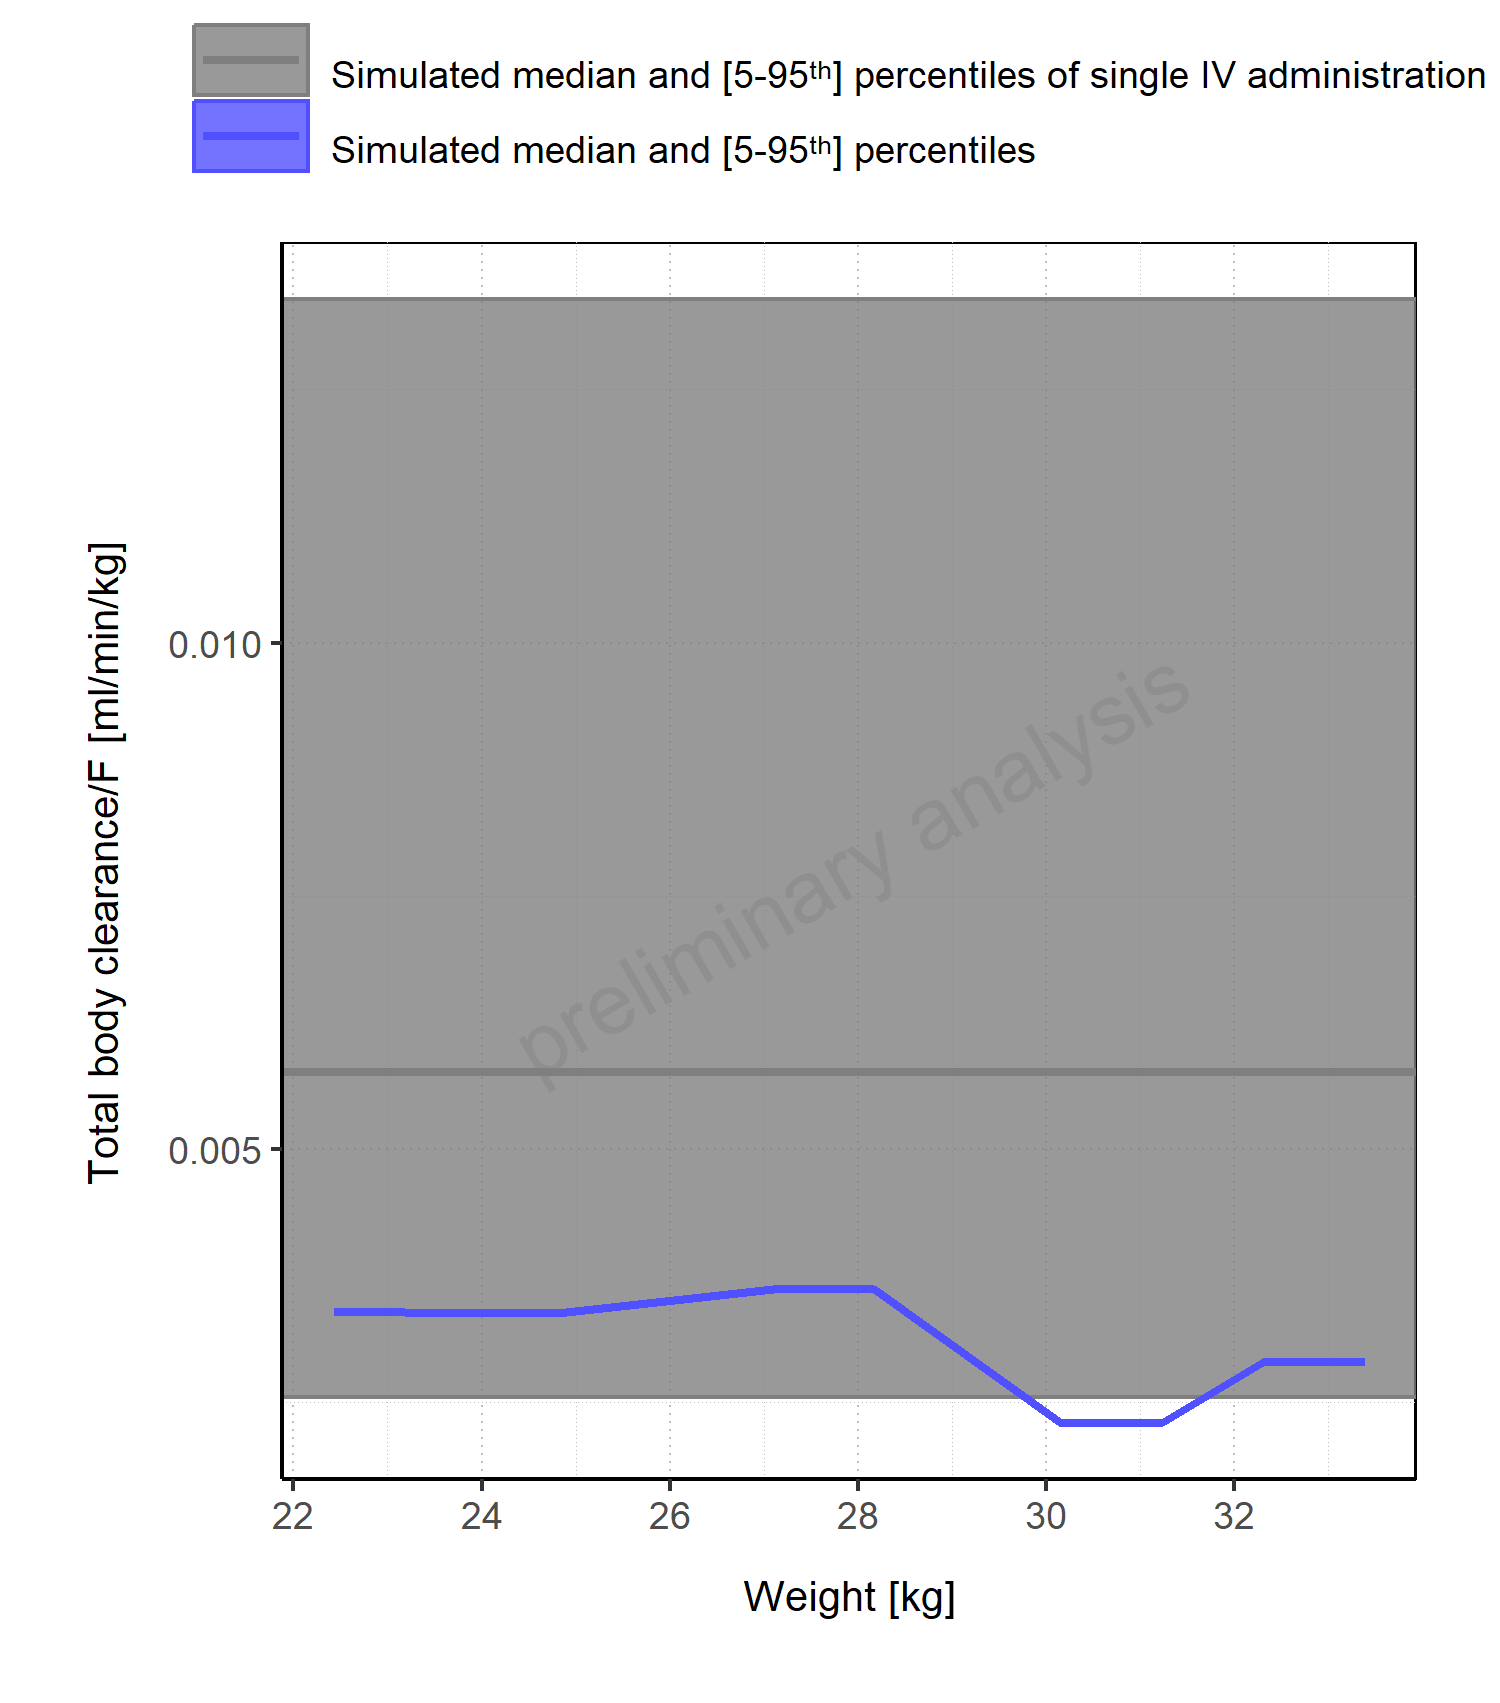 Simulated median and [5-95th] percentiles of single IV administration
Simulated median and [5-95th] percentiles
Total body clearance/F [ml/min/kg]
0.010
0.005
preliminary analysis
22 24 26 28 30 32
Weight [kg]